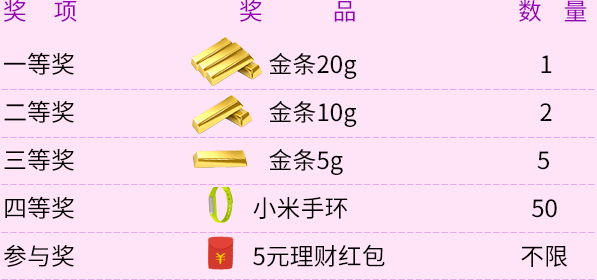 奖 项 奖 品 数 量
一等奖 金条20g 1
二等奖 金条10g 2
三等奖 金条5g 5
四等奖 小米手环 50
参与奖 ¥ 5元理财红包 不限